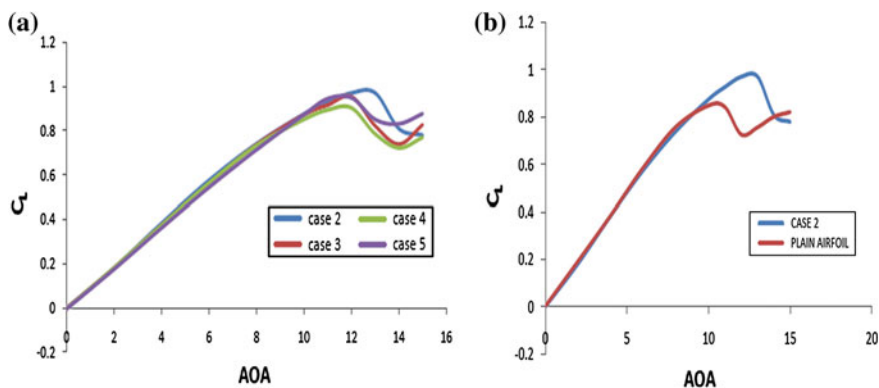 (a)
1.2
1
0.8
0.6
0.4
0.2
0
-0.2
0 2 4 6 8 10 12 14 16
CL
AOA
case 2 case 4
case 3 case 5
(b)
1.2
1
0.8
0.6
0.4
0.2
0
-0.2
0 5 10 15 20
CL
AOA
CASE 2
PLAIN AIRFOIL